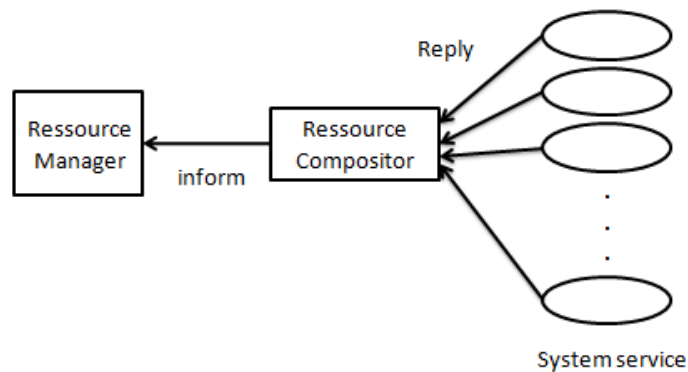 Reply
Ressource
Manager
inform
Ressource
Compositor
System service